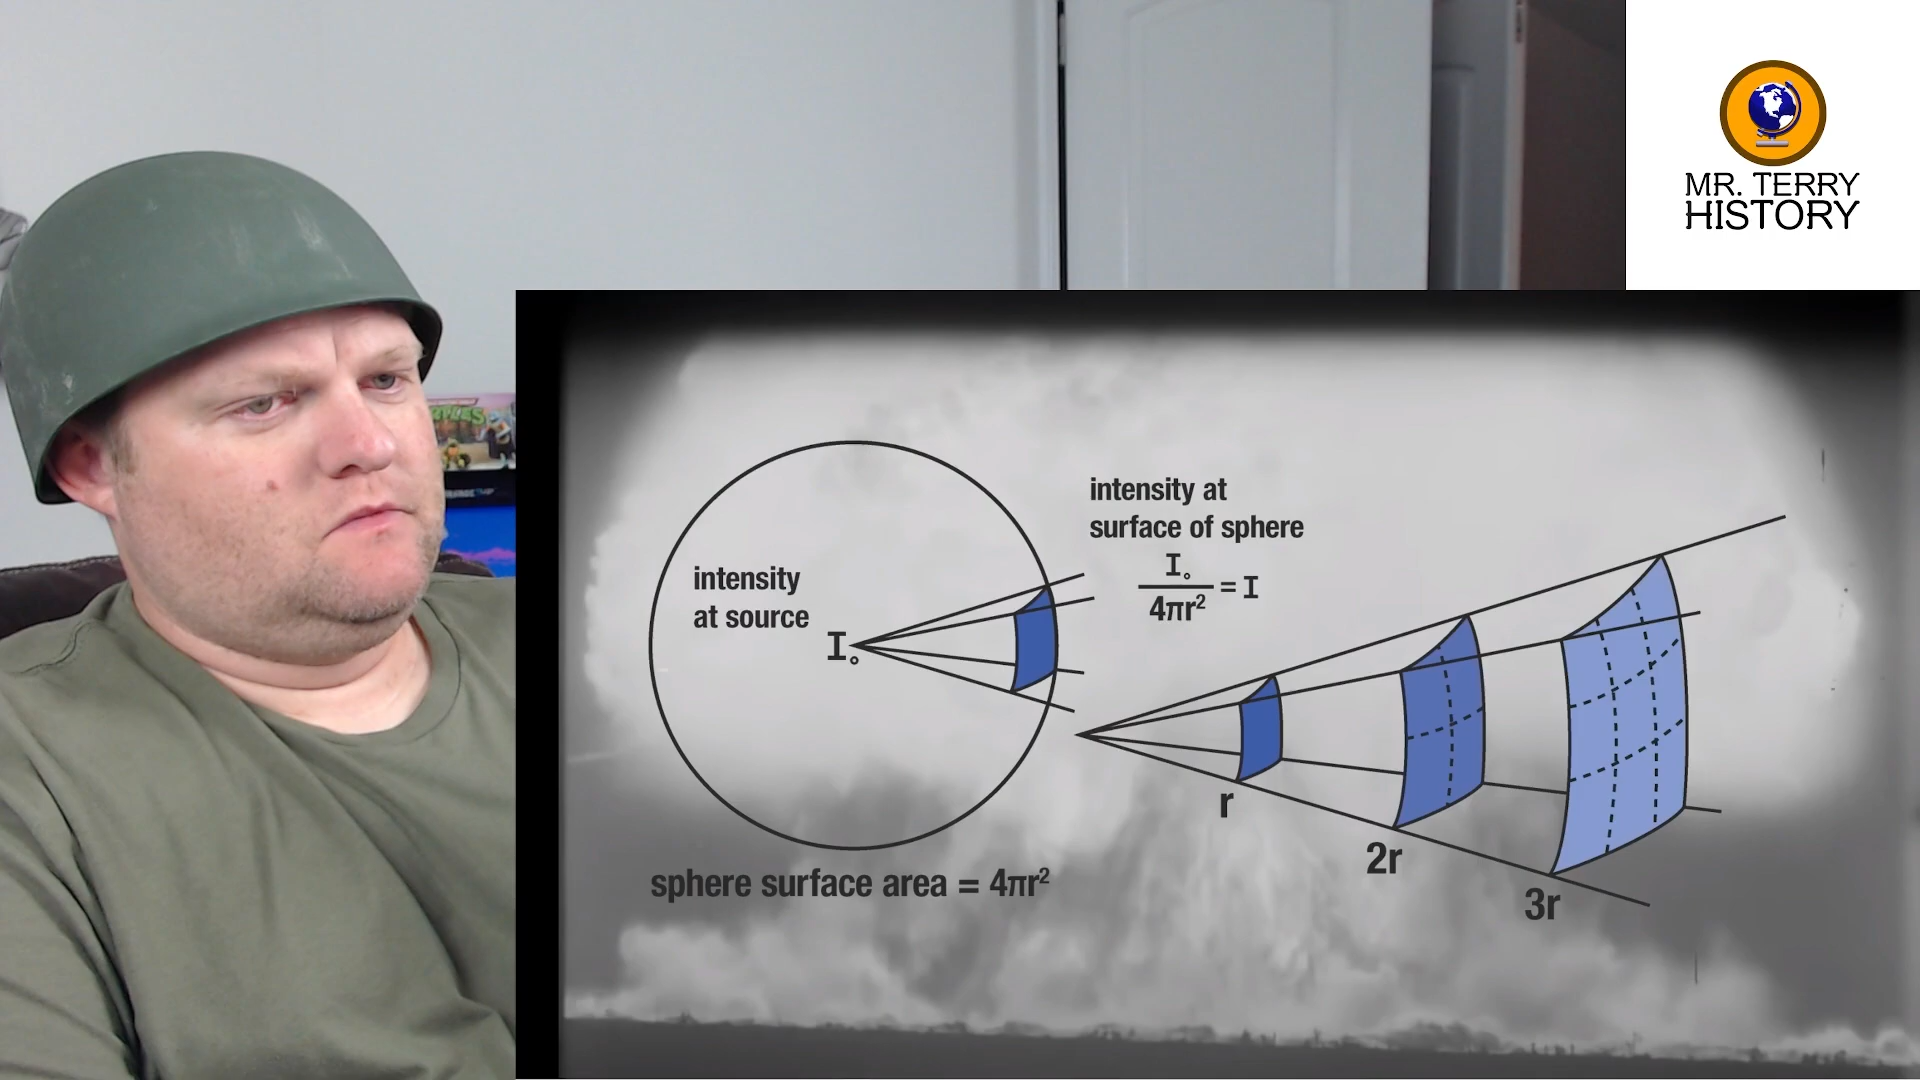 MR. TERRY
HISTORY
intensity at
surface of sphere
I₀
4πr² = I
intensity
at source
I₀
r
2r
3r
sphere surface area = 4πr²